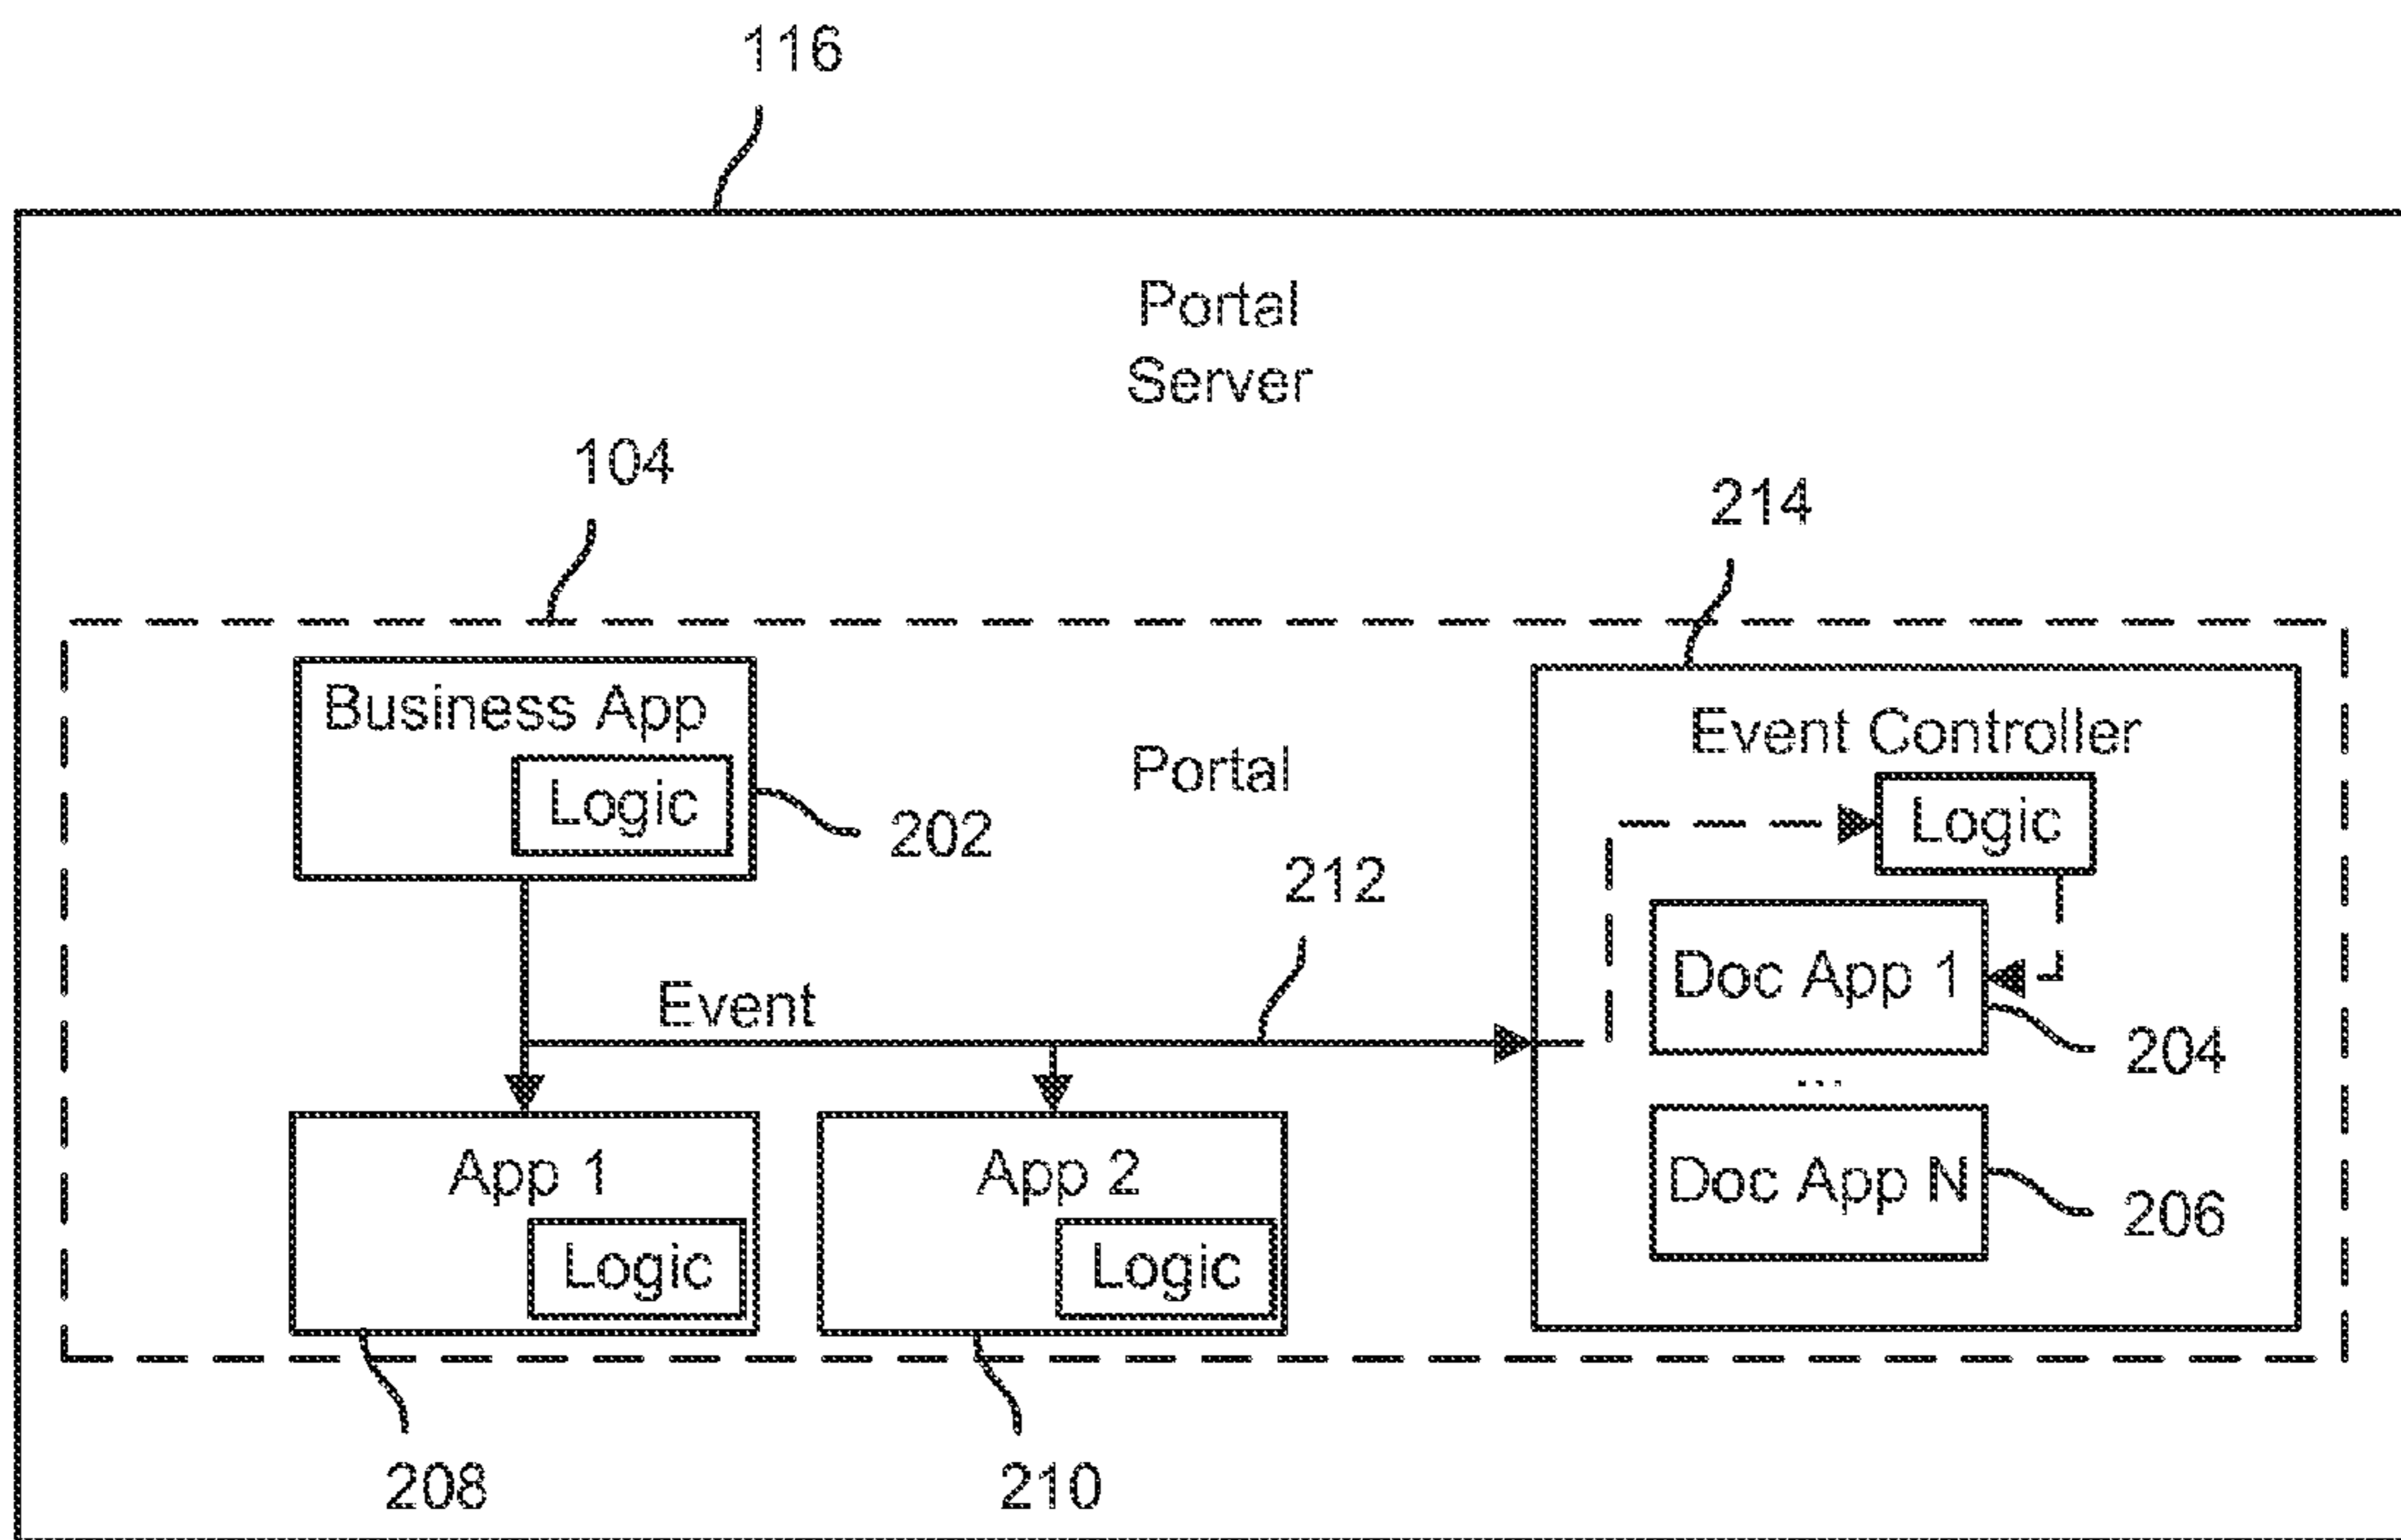 116
Portal
Server
104
214
Business App
Logic
202
Portal
Event Controller
Logic
212
Event
Doc App 1
204
...
Doc App N
206
App 1
Logic
App 2
Logic
208
210